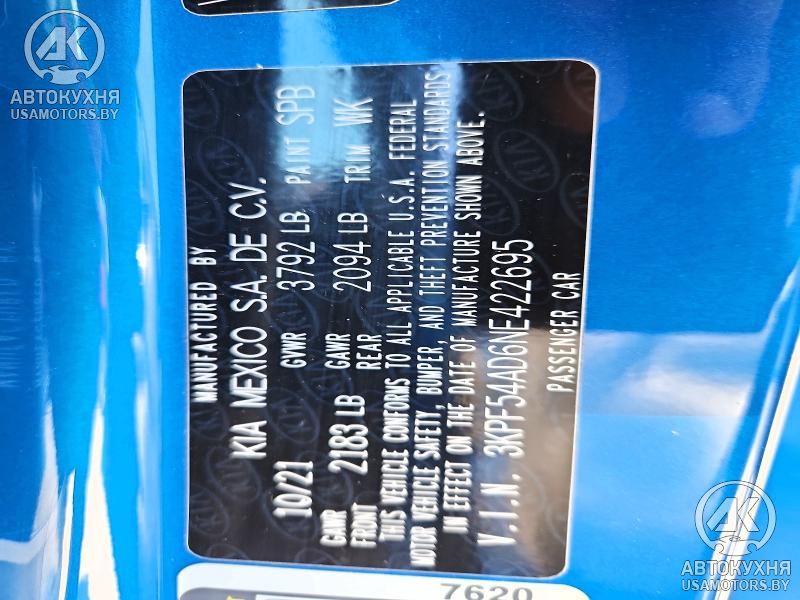 MANUFACTURED BY
KIA MEXICO S.A. DE C.V.
10/21 GVWR 3792 LB PAINT SPB
GAWR FRONT 2183 LB GAWR REAR 2094 LB TRIM WK
THIS VEHICLE CONFORMS TO ALL APPLICABLE U.S.A. FEDERAL
MOTOR VEHICLE SAFETY, BUMPER, AND THEFT PREVENTION STANDARDS
IN EFFECT ON THE DATE OF MANUFACTURE SHOWN ABOVE.
V.I.N. 3KPF54AD6NE422695
PASSENGER CAR
7620
АК
АВТОКУХНЯ
USAMOTORS.BY
АК
АВТОКУХНЯ
USAMOTORS.BY